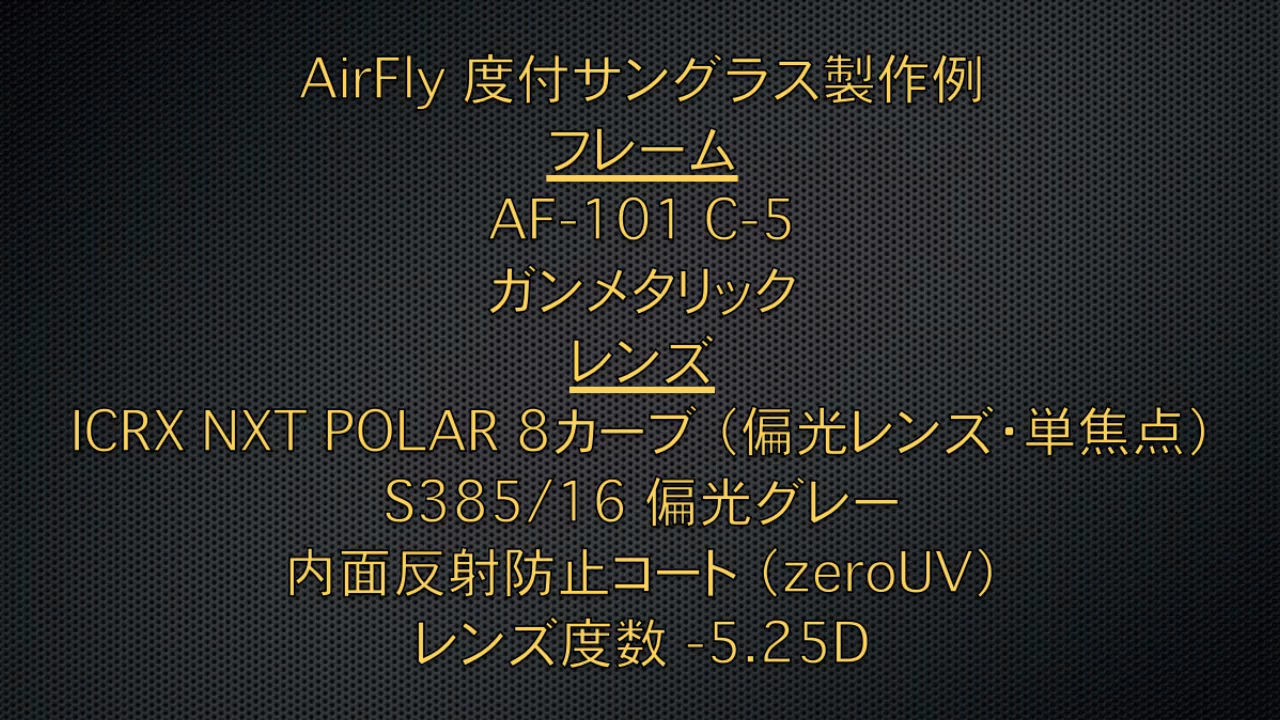 AirFly 度付サングラス製作例
フレーム
AF-101 C-5
ガンメタリック
レンズ
ICRX NXT POLAR 8カーブ（偏光レンズ・単焦点）
S385/16 偏光グレー
内面反射防止コート（zeroUV）
レンズ度数 -5.25D